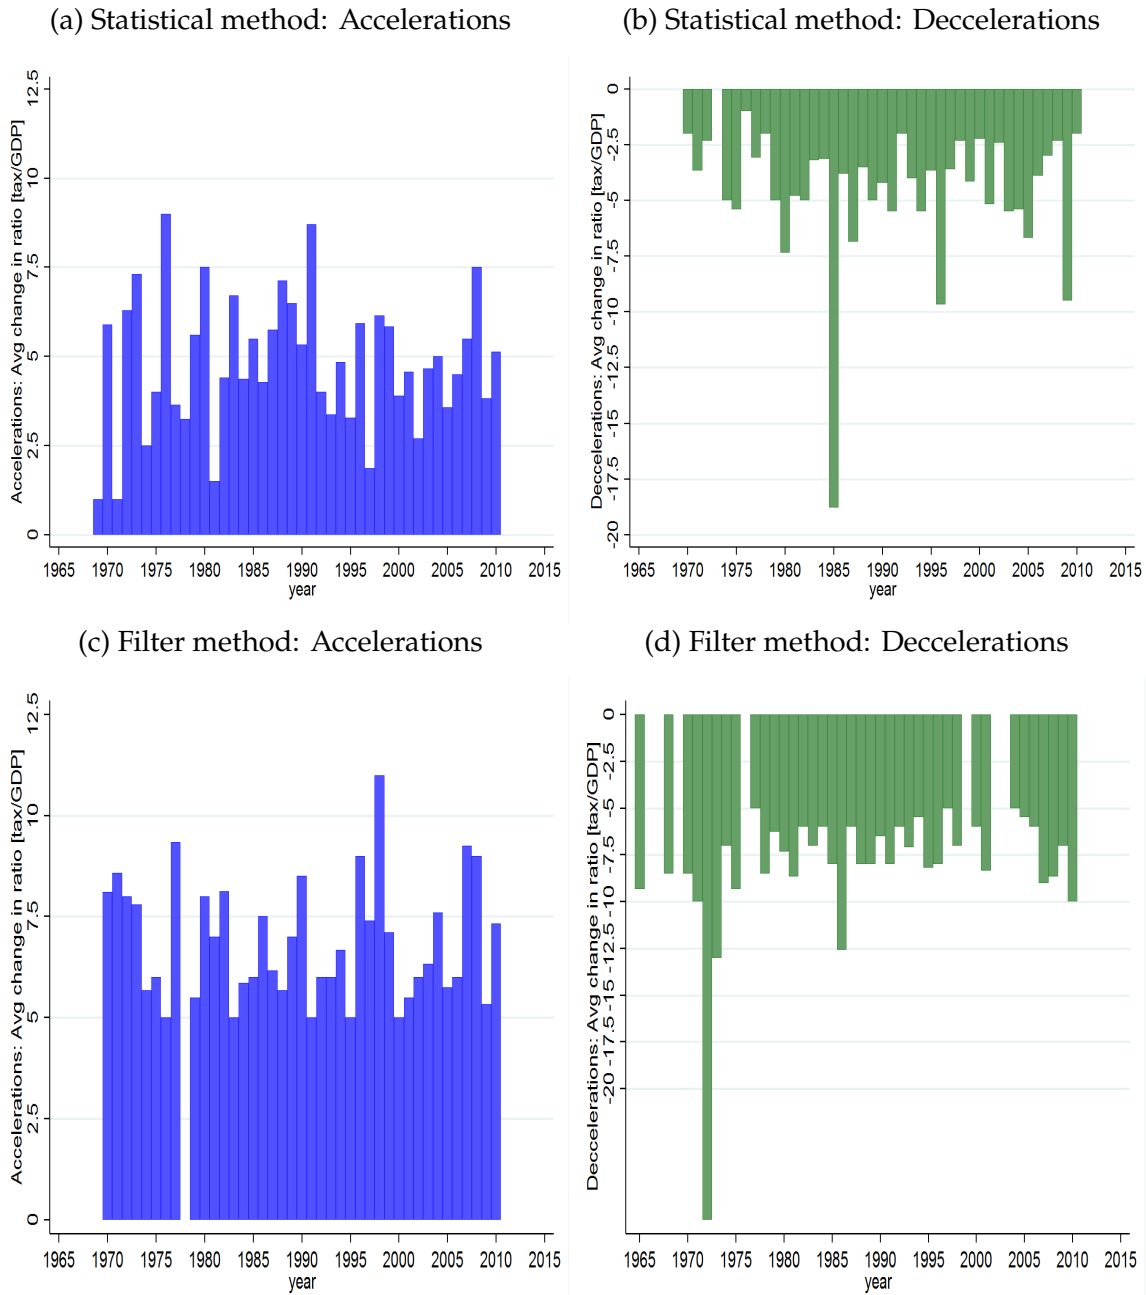 (a) Statistical method: Accelerations
Accelerations: Avg change in ratio [tax/GDP]
12.5
10
7.5
5
2.5
0
1965 1970 1975 1980 1985 1990 1995 2000 2005 2010 2015
year
(b) Statistical method: Deccelerations
Deccelerations: Avg change in ratio [tax/GDP]
0
-2.5
-5
-7.5
-10
-12.5
-15
-17.5
-20
1965 1970 1975 1980 1985 1990 1995 2000 2005 2010 2015
year
(c) Filter method: Accelerations
Accelerations: Avg change in ratio [tax/GDP]
12.5
10
7.5
5
2.5
0
1965 1970 1975 1980 1985 1990 1995 2000 2005 2010 2015
year
(d) Filter method: Deccelerations
Deccelerations: Avg change in ratio [tax/GDP]
0
-2.5
-5
-7.5
-10
-12.5
-15
-17.5
-20
1965 1970 1975 1980 1985 1990 1995 2000 2005 2010 2015
year